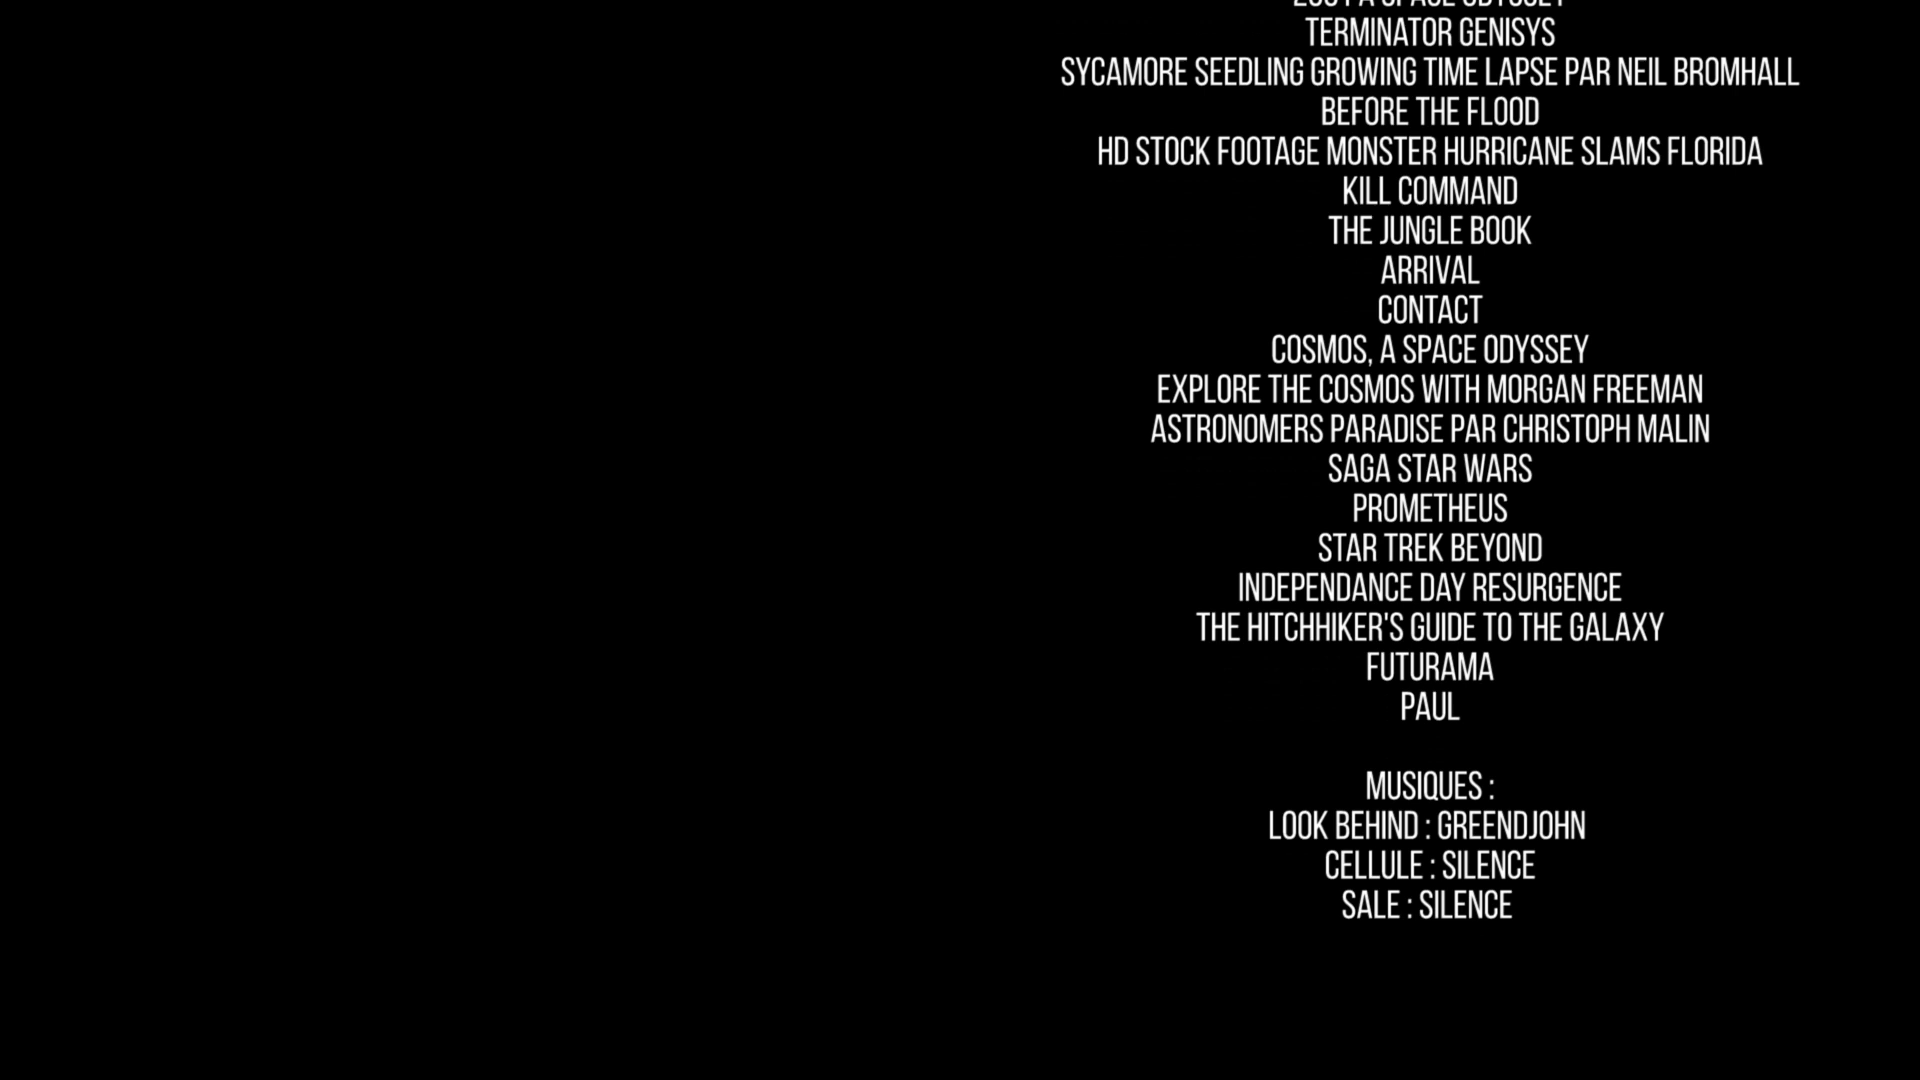 2001 A SPACE ODYSSEY
TERMINATOR GENISYS
SYCAMORE SEEDLING GROWING TIME LAPSE PAR NEIL BROMHALL
BEFORE THE FLOOD
HD STOCK FOOTAGE MONSTER HURRICANE SLAMS FLORIDA
KILL COMMAND
THE JUNGLE BOOK
ARRIVAL
CONTACT
COSMOS, A SPACE ODYSSEY
EXPLORE THE COSMOS WITH MORGAN FREEMAN
ASTRONOMERS PARADISE PAR CHRISTOPH MALIN
SAGA STAR WARS
PROMETHEUS
STAR TREK BEYOND
INDEPENDANCE DAY RESURGENCE
THE HITCHHIKER'S GUIDE TO THE GALAXY
FUTURAMA
PAUL
MUSIQUES :
LOOK BEHIND : GREENDJOHN
CELLULE : SILENCE
SALE : SILENCE